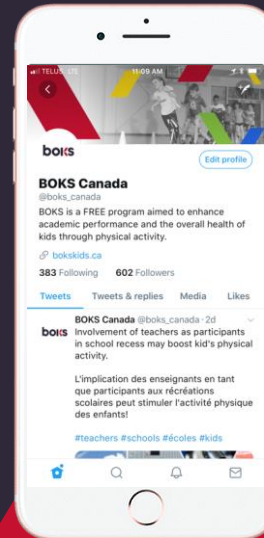 TELUS LTE 11:09 AM
boks
Edit profile
BOKS Canada
@boks_canada
BOKS is a FREE program aimed to enhance
academic performance and the overall health of
kids through physical activity.
bokskids.ca
383 Following 602 Followers
Tweets Tweets & replies Media Likes
boks
BOKS Canada @boks_canada · 2d
Involvement of teachers as participants
in school recess may boost kid's physical
activity.
L'implication des enseignants en tant
que participants aux récréations
scolaires peut stimuler l'activité physique
des enfants!
#teachers #schools #écoles #kids